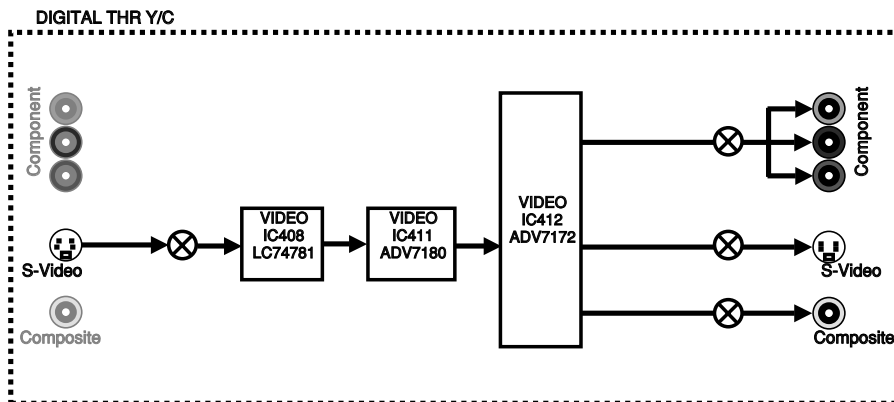 DIGITAL THR Y/C
Component
S-Video
Composite
VIDEO
IC408
LC74781
VIDEO
IC411
ADV7180
VIDEO
IC412
ADV7172
Component
S-Video
Composite